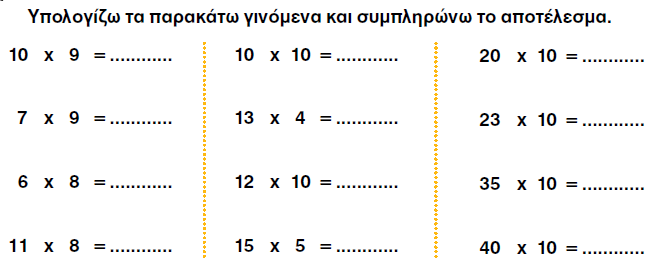 Υπολογίζω τα παρακάτω γινόμενα και συμπληρώνω το αποτέλεσμα.
10 x 9 = ............ 10 x 10 = ............ 20 x 10 = ............
7 x 9 = ............ 13 x 4 = ............ 23 x 10 = ............
6 x 8 = ............ 12 x 10 = ............ 35 x 10 = ............
11 x 8 = ............ 15 x 5 = ............ 40 x 10 = ............